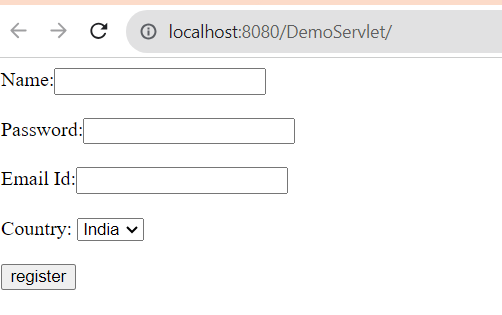 localhost:8080/DemoServlet/
Name:
Password:
Email Id:
Country: India
register